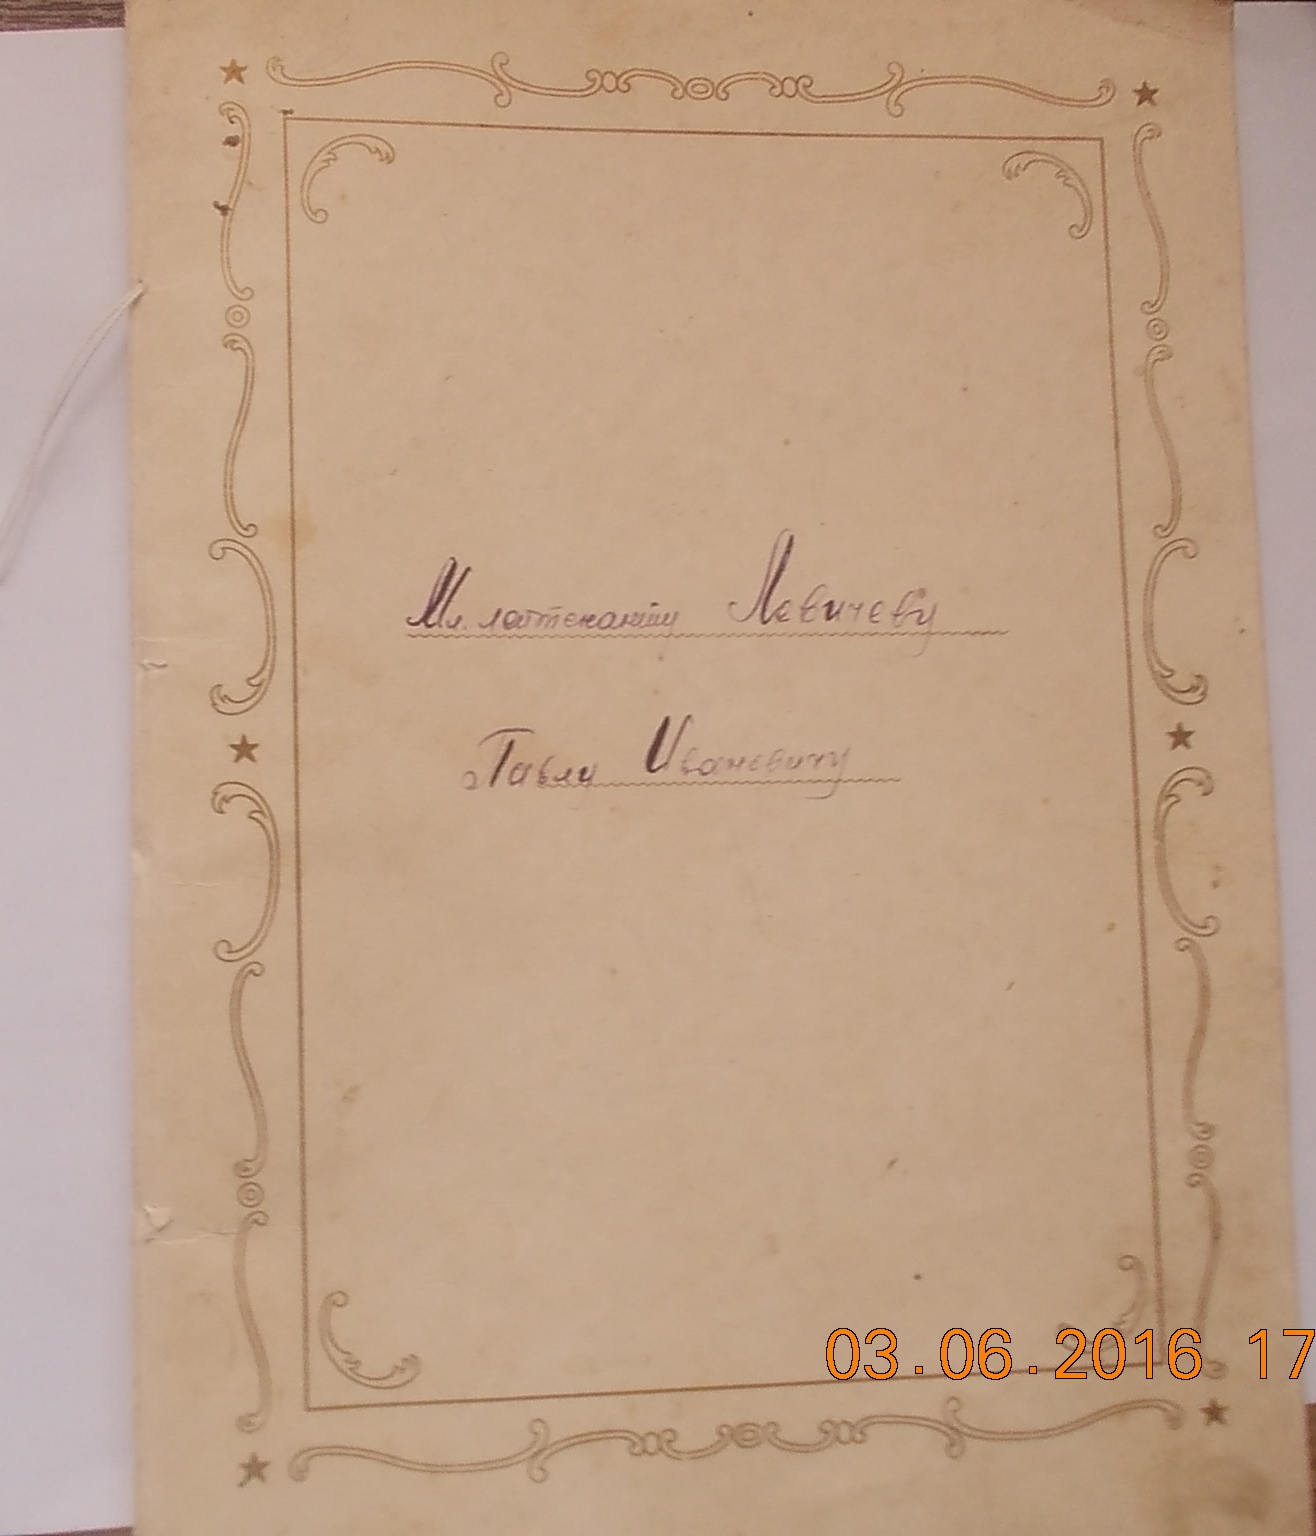 Мл. лейтенанту Левичеву
Павлу Ивановичу
03.06.2016 17